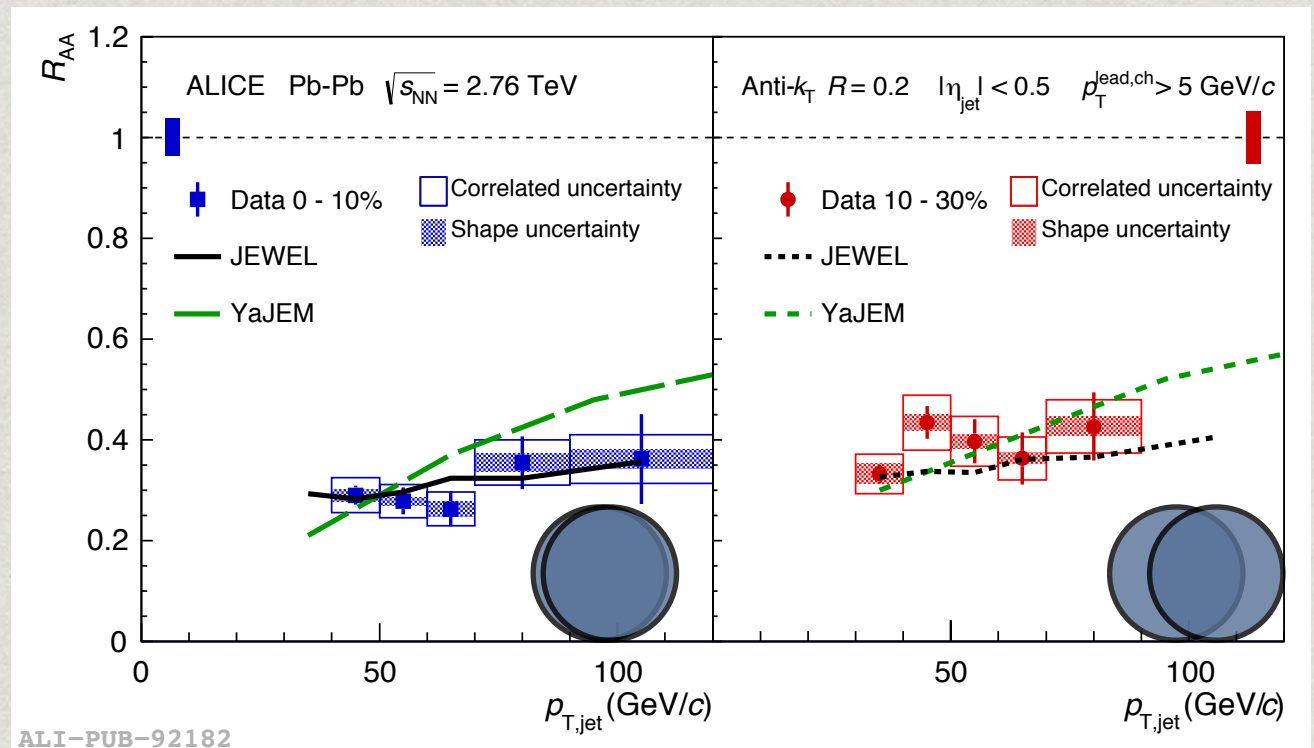 R_AA
1.2
1
0.8
0.6
0.4
0.2
0
ALICE Pb-Pb √s_NN = 2.76 TeV
Data 0 - 10%
Correlated uncertainty
Shape uncertainty
JEWEL
YaJEM
0 50 100
p_T,jet (GeV/c)
Anti-k_T R = 0.2 |η_jet| < 0.5 p_T^lead,ch > 5 GeV/c
Data 10 - 30%
Correlated uncertainty
Shape uncertainty
JEWEL
YaJEM
50 100
p_T,jet (GeV/c)
ALI-PUB-92182